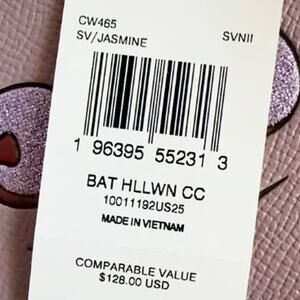 CW465
SV/JASMINE SVNII
1 96395 55231 3
BAT HLLWN CC
10011192US25
MADE IN VIETNAM
COMPARABLE VALUE
$128.00 USD